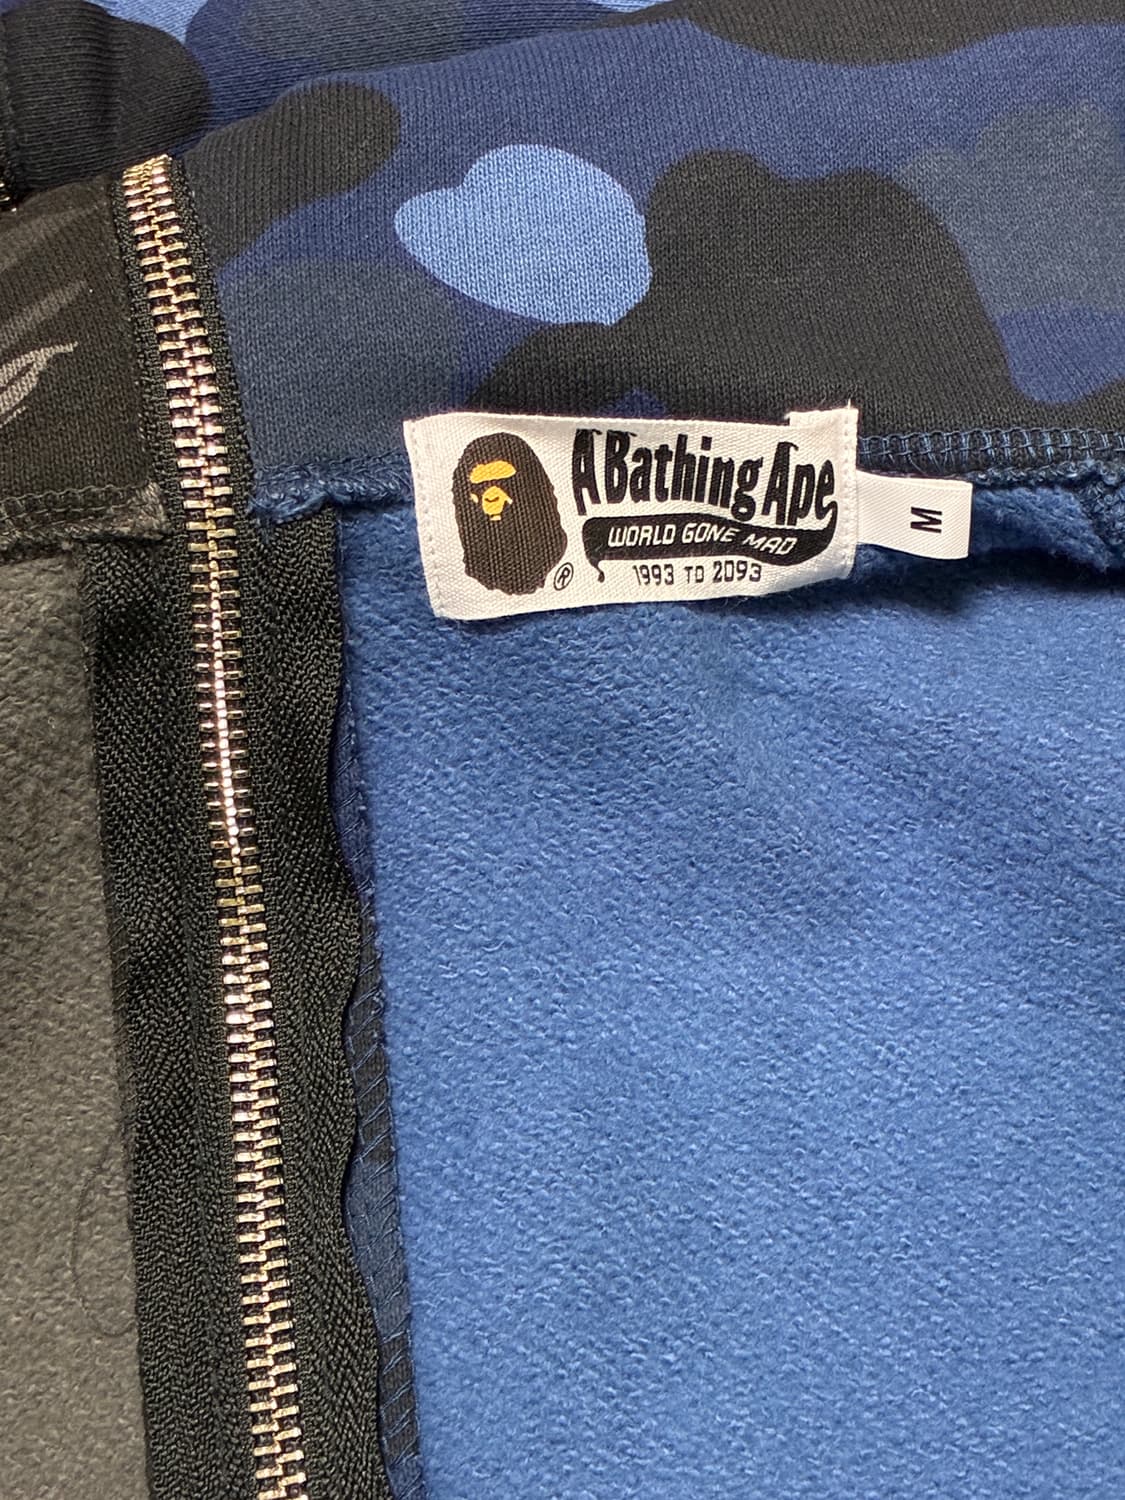 A Bathing Ape
WORLD GONE MAD
1993 TO 2093
®
M